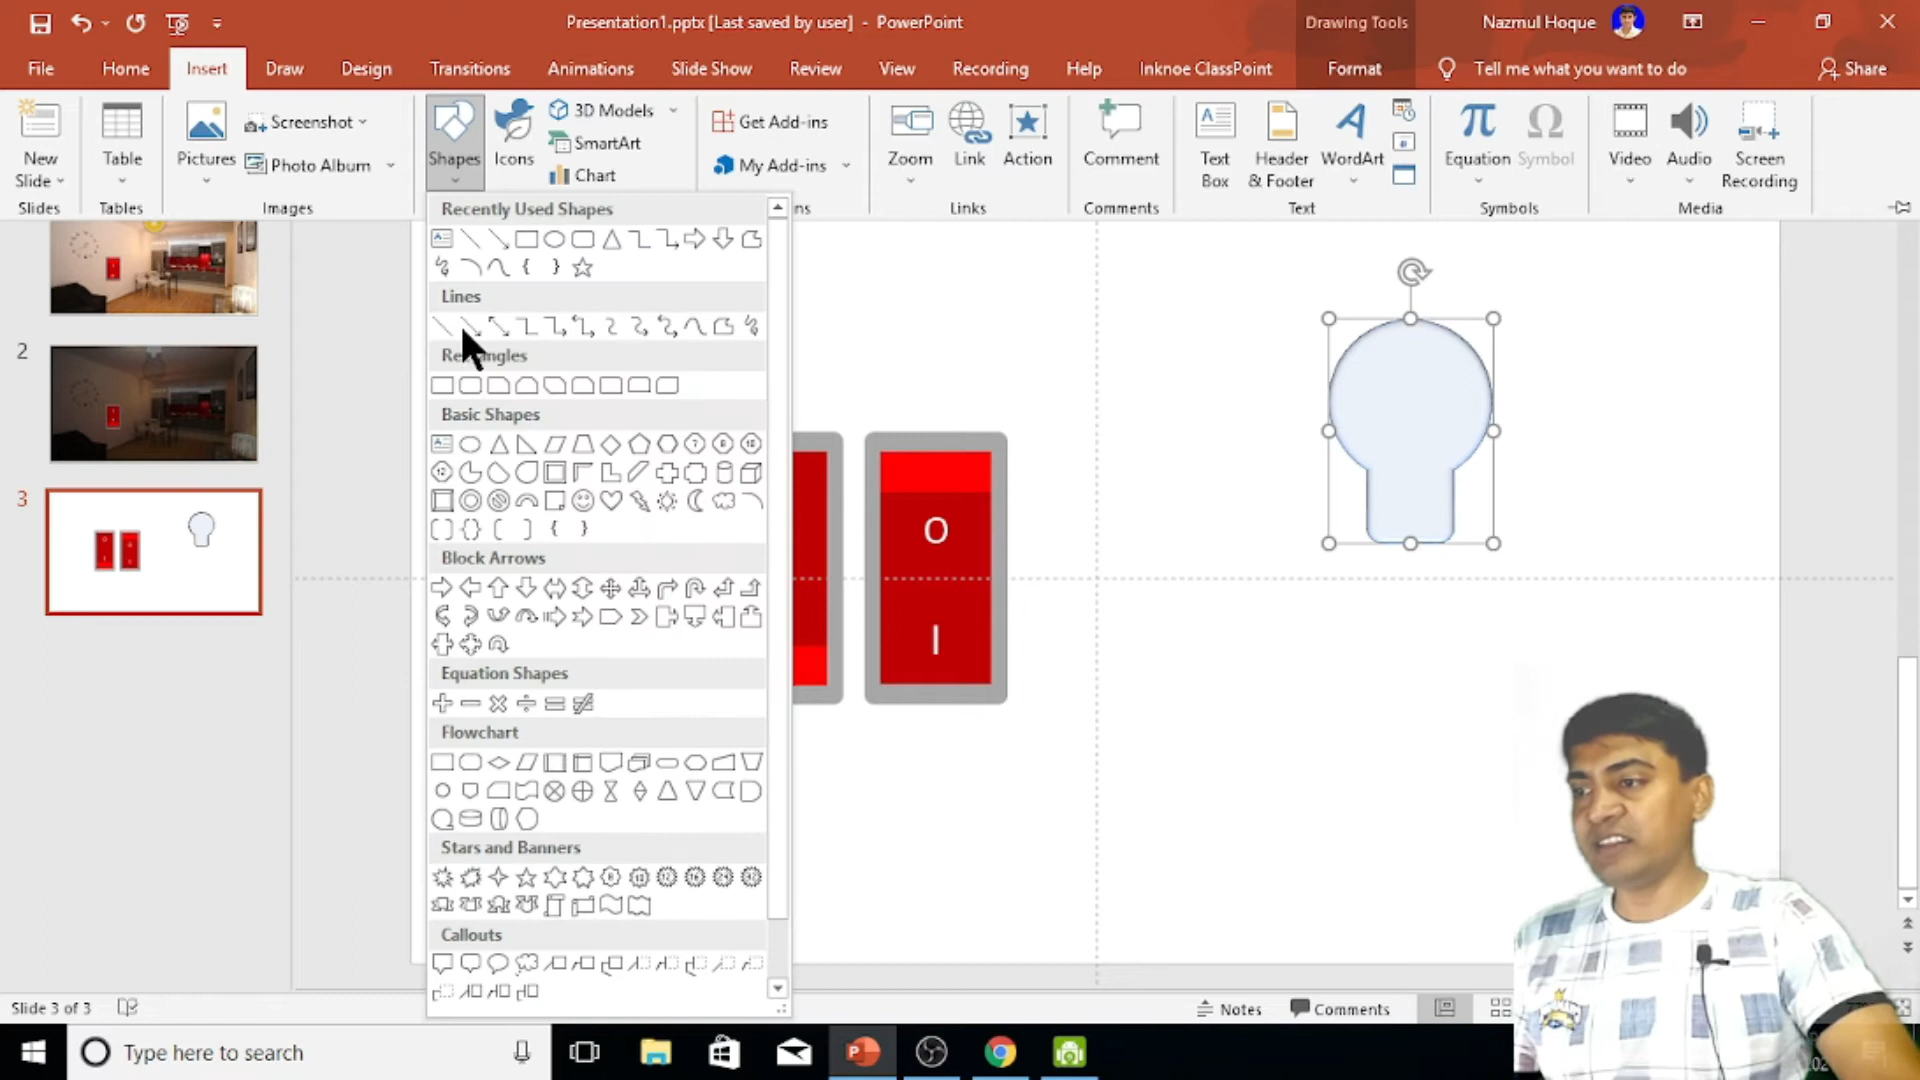 Presentation1.pptx [Last saved by user] - PowerPoint
Drawing Tools
Nazmul Hoque
File
Home
Insert
Draw
Design
Transitions
Animations
Slide Show
Review
View
Recording
Help
Inknoe ClassPoint
Format
Tell me what you want to do
Share
New
Slide
Table
Pictures
Screenshot
Photo Album
Shapes
Icons
3D Models
SmartArt
Chart
Get Add-ins
My Add-ins
Zoom
Link
Action
Comment
Text
Box
Header
& Footer
WordArt
Equation
Symbol
Video
Audio
Screen
Recording
Slides
Tables
Images
Links
Comments
Text
Symbols
Media
Recently Used Shapes
Lines
Basic Shapes
Block Arrows
Equation Shapes
Flowchart
Stars and Banners
Callouts
2
3
O
I
Slide 3 of 3
Notes
Comments
Type here to search